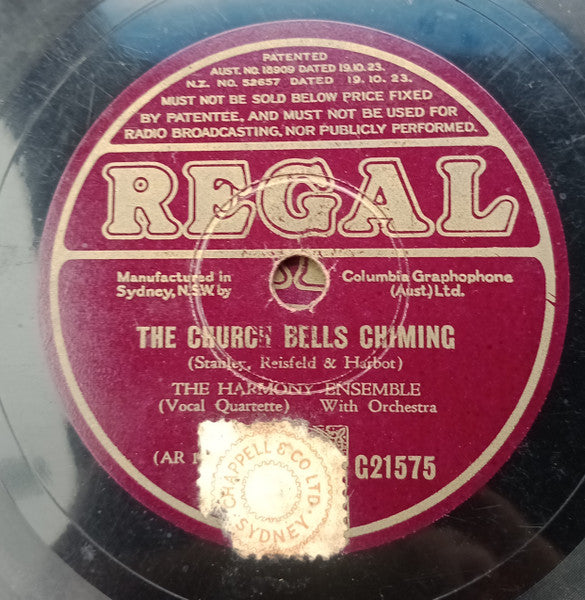 PATENTED
AUST. NO. 18909 DATED 19.10.23.
N.Z. NO. 52657 DATED 19.10.23.
MUST NOT BE SOLD BELOW PRICE FIXED
BY PATENTEE, AND MUST NOT BE USED FOR
RADIO BROADCASTING, NOR PUBLICLY PERFORMED.
REGAL
Manufactured in Sydney, N.S.W. by
Columbia Graphophone (Aust.) Ltd.
THE CHURCH BELLS CHIMING
(Stanley, Reisfeld & Harbot)
THE HARMONY ENSEMBLE
(Vocal Quartette) With Orchestra
(AR 1
G21575
CHAPPELL & CO. LTD.
SYDNEY.